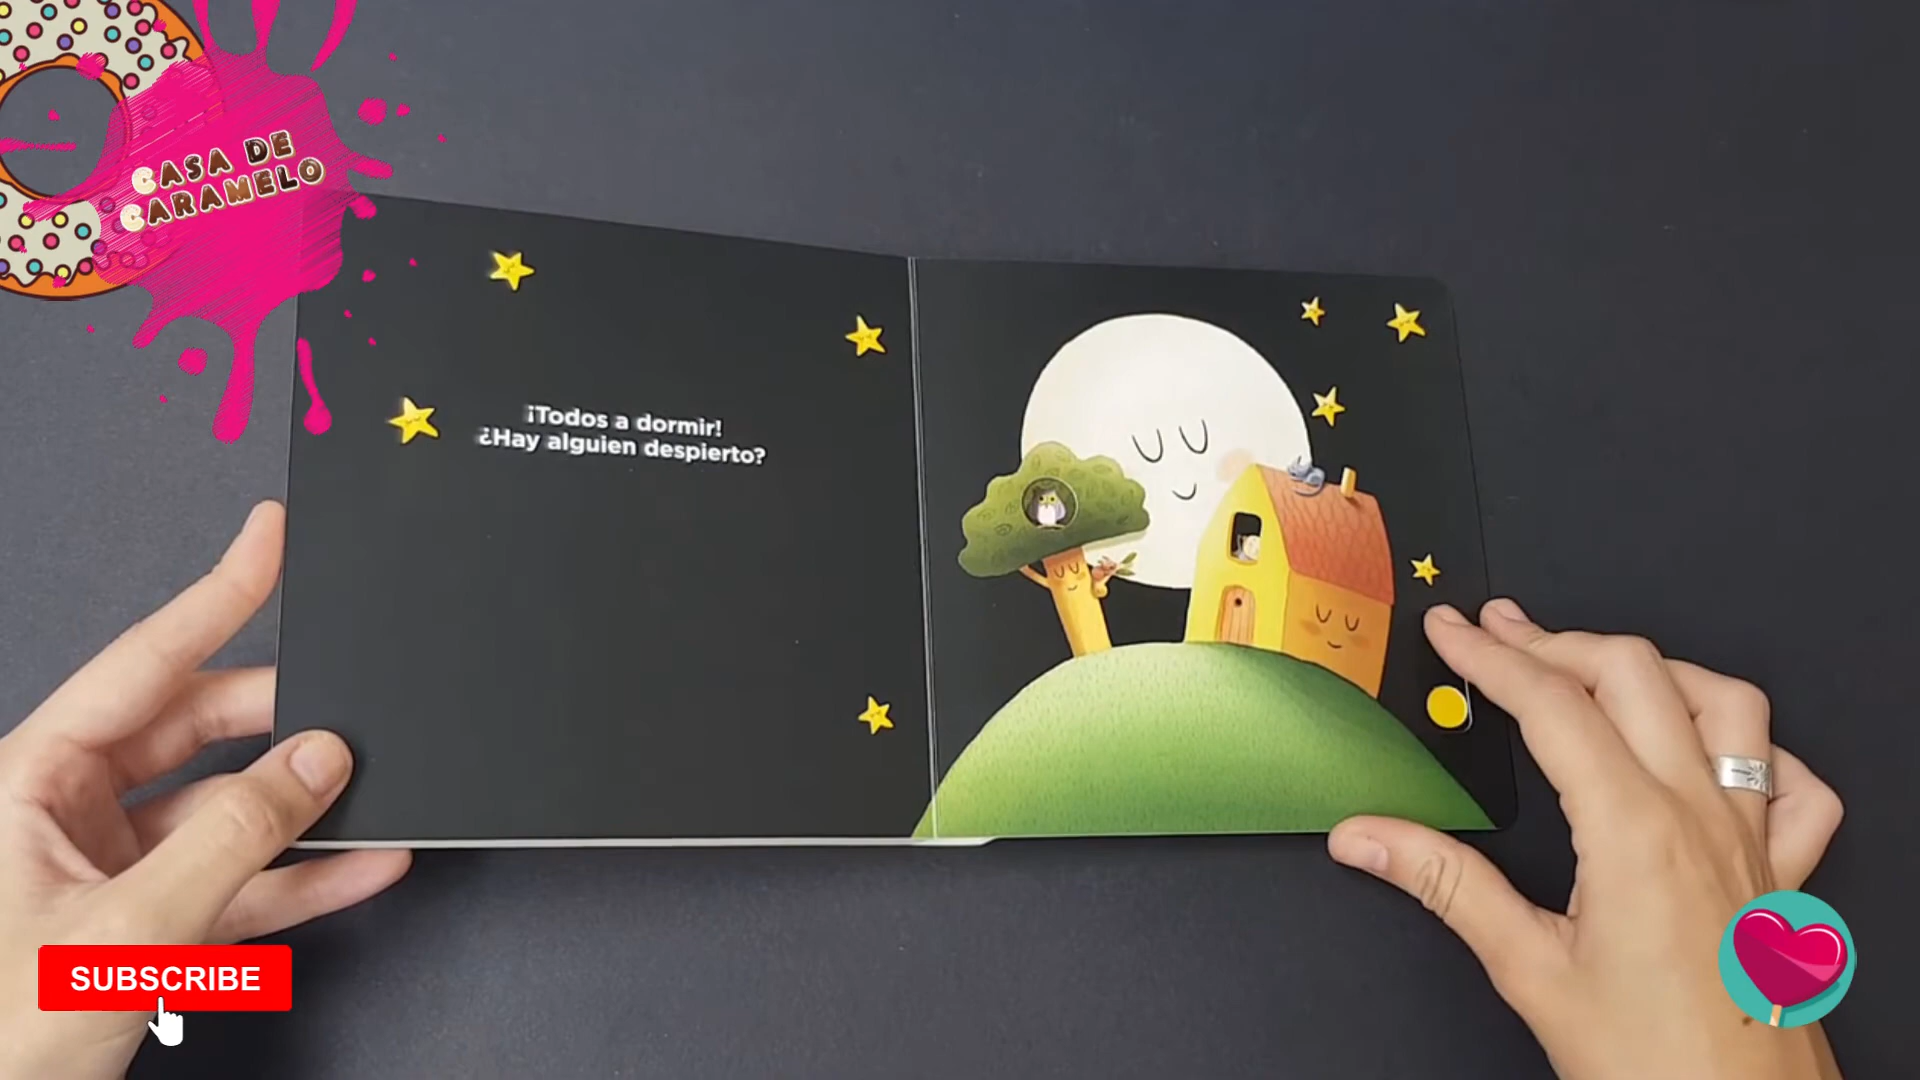 CASA DE
CARAMELO
¡Todos a dormir!
¿Hay alguien despierto?
SUBSCRIBE